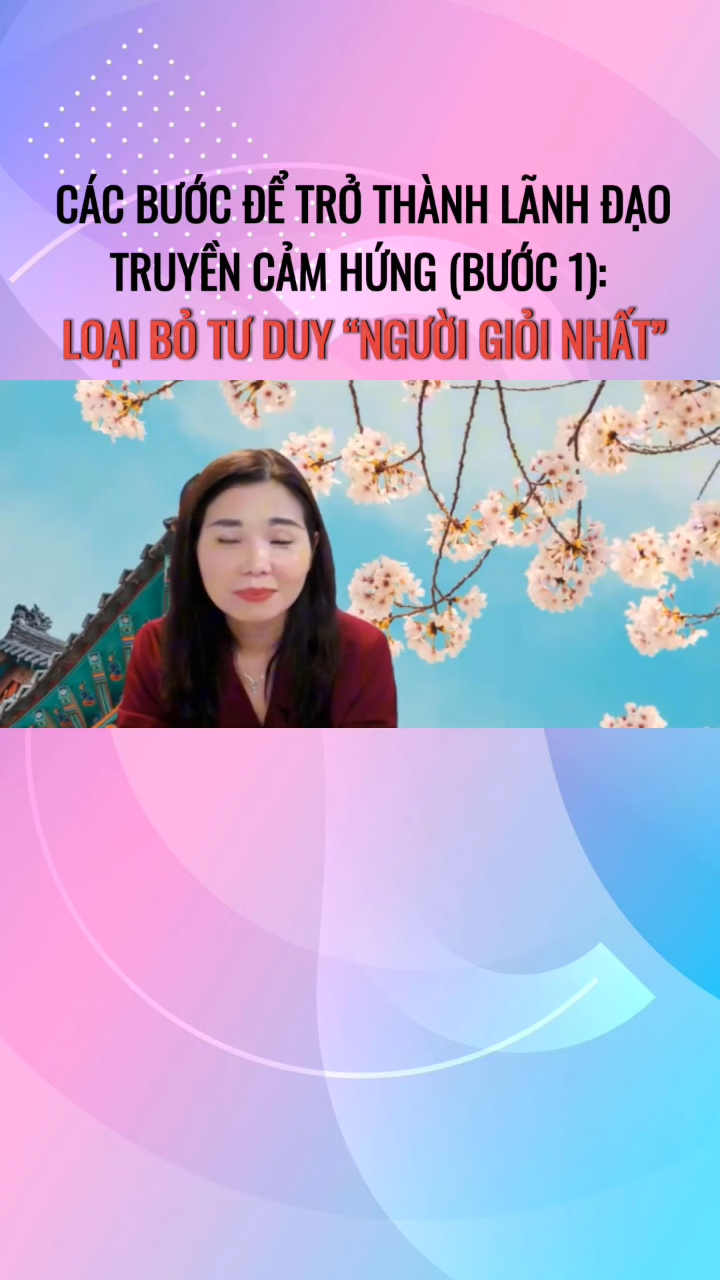 CÁC BƯỚC ĐỂ TRỞ THÀNH LÃNH ĐẠO
TRUYỀN CẢM HỨNG (BƯỚC 1):
LOẠI BỎ TƯ DUY “NGƯỜI GIỎI NHẤT”